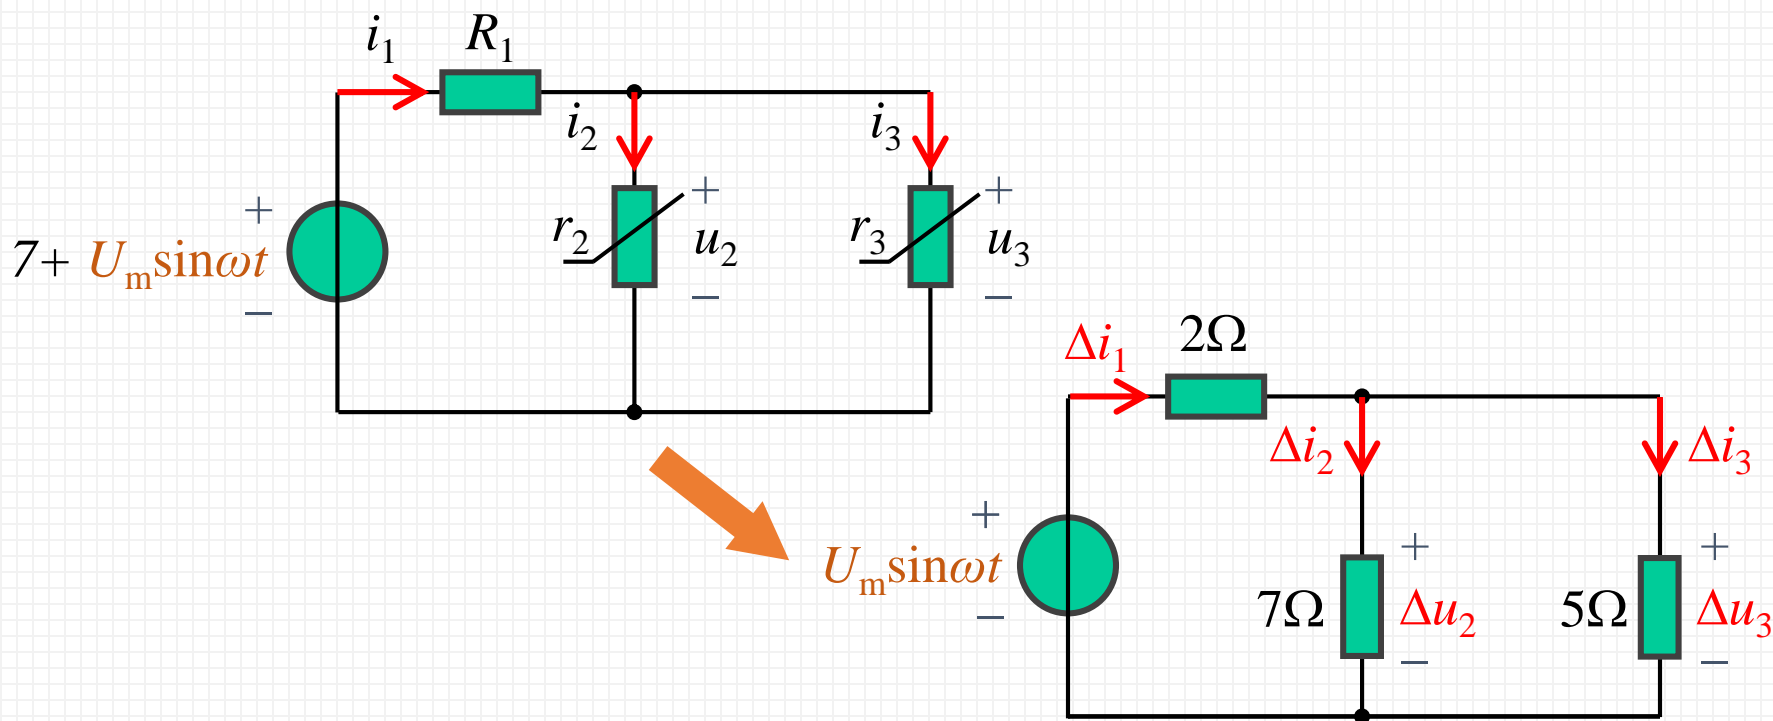 i₁ R₁
i₂ i₃
+ + +
7+ Uₘsinωt r₂ u₂ r₃ u₃
− − −
Δi₁ 2Ω
Δi₂ Δi₃
+ + +
Uₘsinωt 7Ω Δu₂ 5Ω Δu₃
− − −